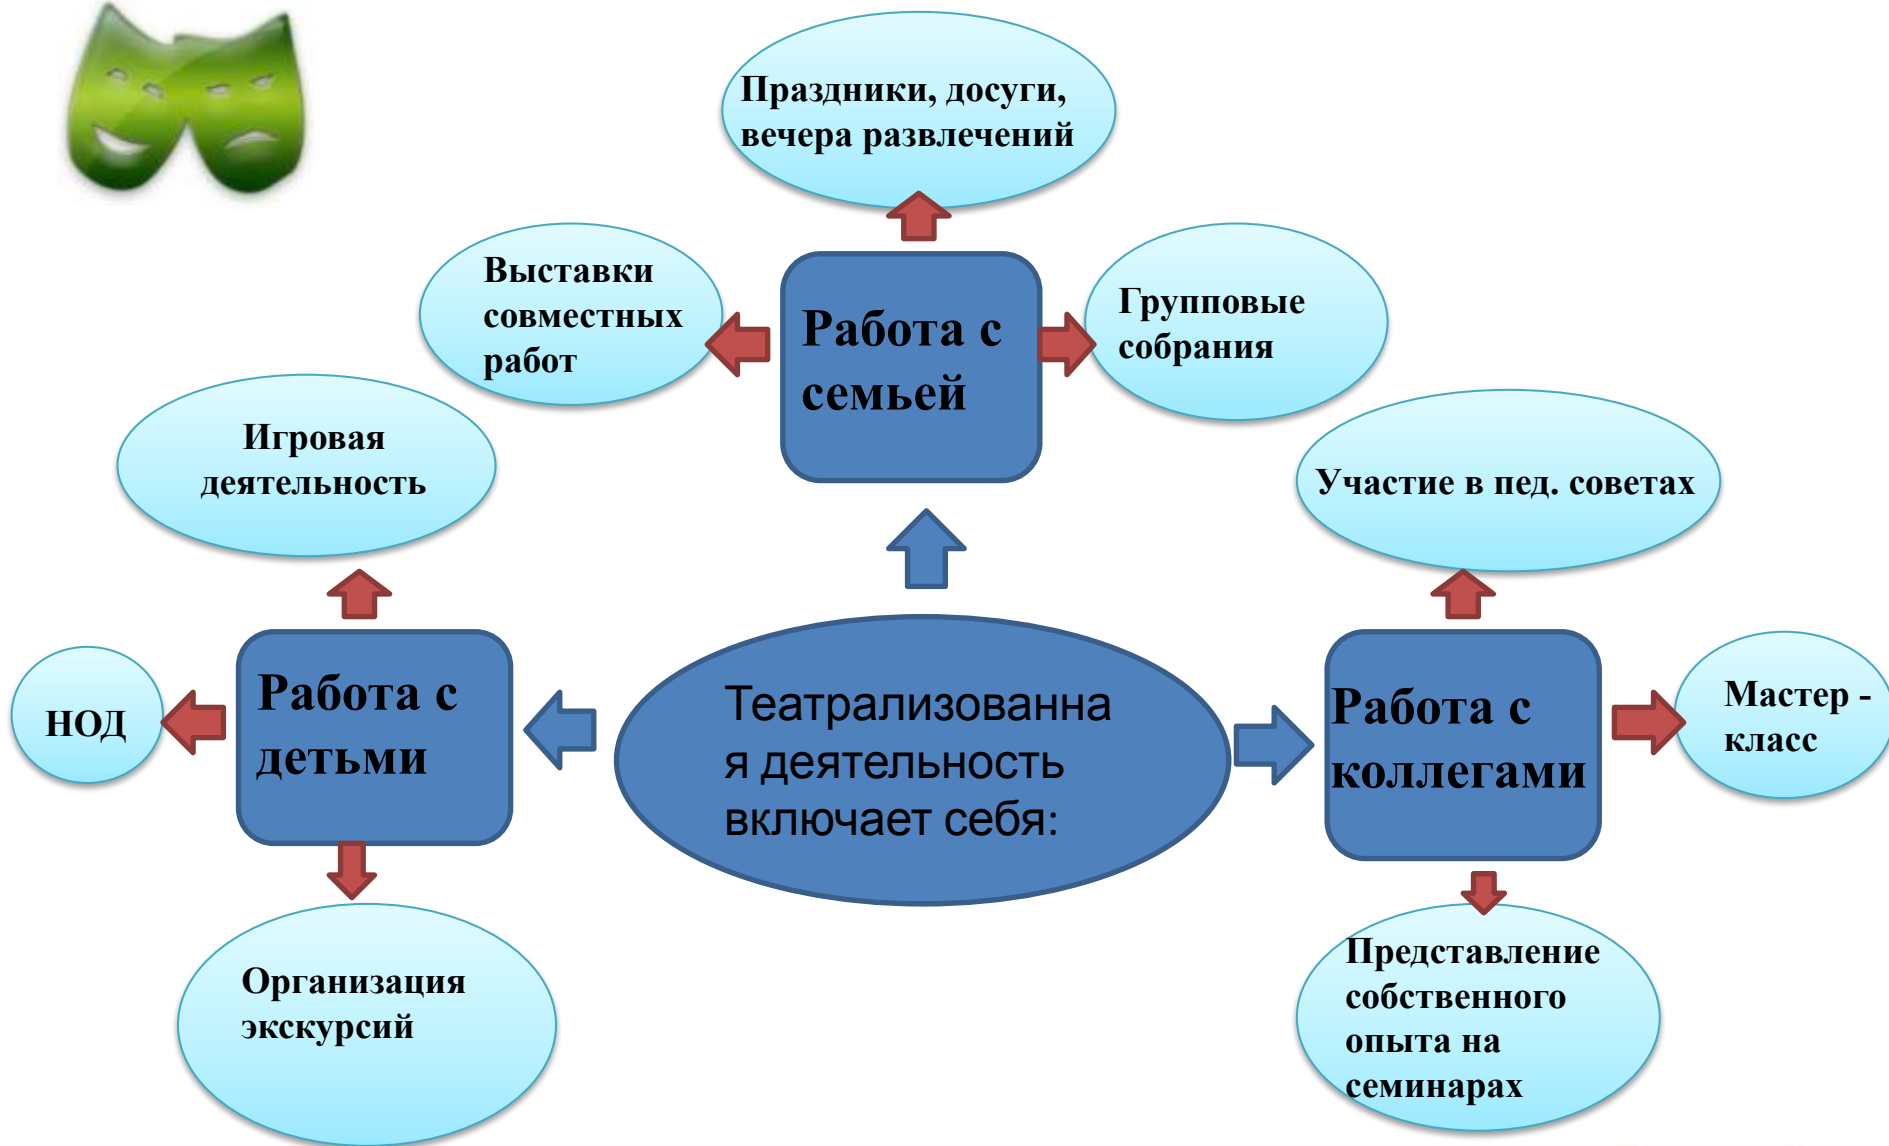 Праздники, досуги,
вечера развлечений
Выставки
совместных
работ
Работа с
семьей
Групповые
собрания
Игровая
деятельность
Участие в пед. советах
НОД
Работа с
детьми
Театрализованна
я деятельность
включает себя:
Работа с
коллегами
Мастер -
класс
Организация
экскурсий
Представление
собственного
опыта на
семинарах